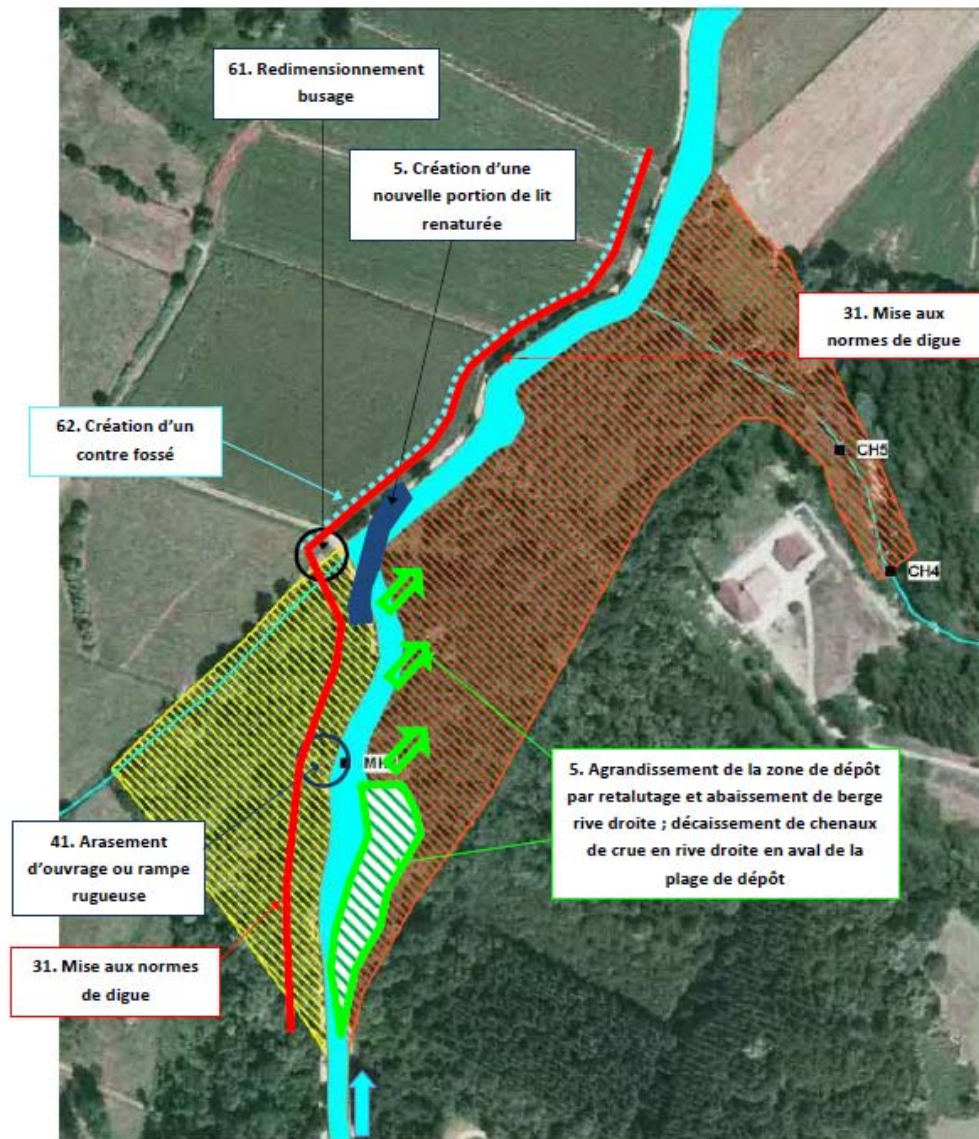 61. Redimensionnement
busage
5. Création d'une
nouvelle portion de lit
renaturée
31. Mise aux
normes de digue
62. Création d'un
contre fossé
CH5
CH4
5. Agrandissement de la zone de dépôt
par retalutage et abaissement de berge
rive droite ; décaissement de chenaux
de crue en rive droite en aval de la
plage de dépôt
41. Arasement
d'ouvrage ou rampe
rugueuse
31. Mise aux normes
de digue